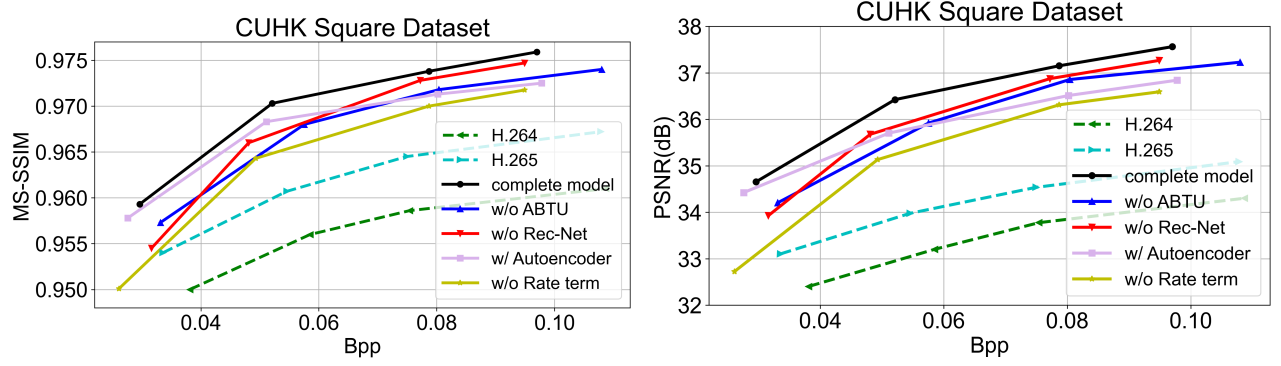 CUHK Square Dataset
MS-SSIM
0.975
0.970
0.965
0.960
0.955
0.950
0.04
0.06
0.08
0.10
Bpp
H.264
H.265
complete model
w/o ABTU
w/o Rec-Net
w/ Autoencoder
w/o Rate term
CUHK Square Dataset
PSNR(dB)
38
37
36
35
34
33
32
0.04
0.06
0.08
0.10
Bpp
H.264
H.265
complete model
w/o ABTU
w/o Rec-Net
w/ Autoencoder
w/o Rate term